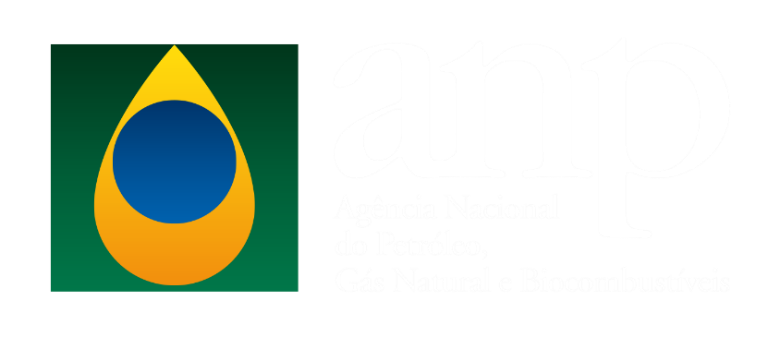 anp
Agência Nacional
do Petróleo,
Gás Natural e Biocombustíveis